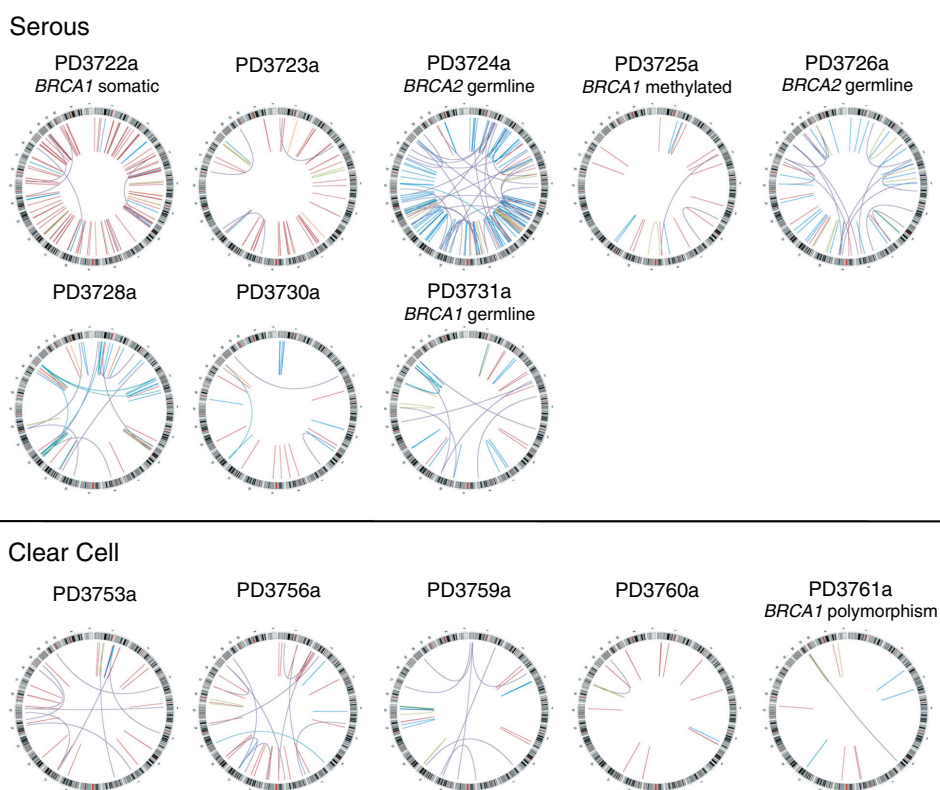 Serous
PD3722a
BRCA1 somatic
PD3723a
PD3724a
BRCA2 germline
PD3725a
BRCA1 methylated
PD3726a
BRCA2 germline
PD3728a
PD3730a
PD3731a
BRCA1 germline
Clear Cell
PD3753a
PD3756a
PD3759a
PD3760a
PD3761a
BRCA1 polymorphism